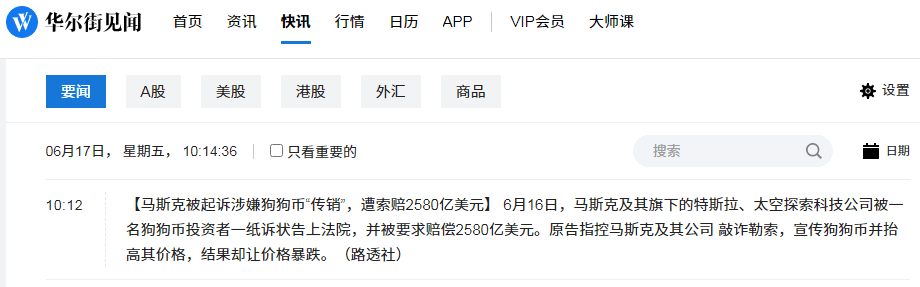 华尔街见闻 首页 资讯 快讯 行情 日历 APP VIP会员 大师课
要闻 A股 美股 港股 外汇 商品 设置
06月17日， 星期五， 10:14:36 只看重要的 搜索 日期
10:12 【马斯克被起诉涉嫌狗狗币“传销”，遭索赔2580亿美元】 6月16日，马斯克及其旗下的特斯拉、太空探索科技公司被一
名狗狗币投资者一纸诉状告上法院，并被要求赔偿2580亿美元。原告指控马斯克及其公司 敲诈勒索，宣传狗狗币并抬
高其价格，结果却让价格暴跌。（路透社）